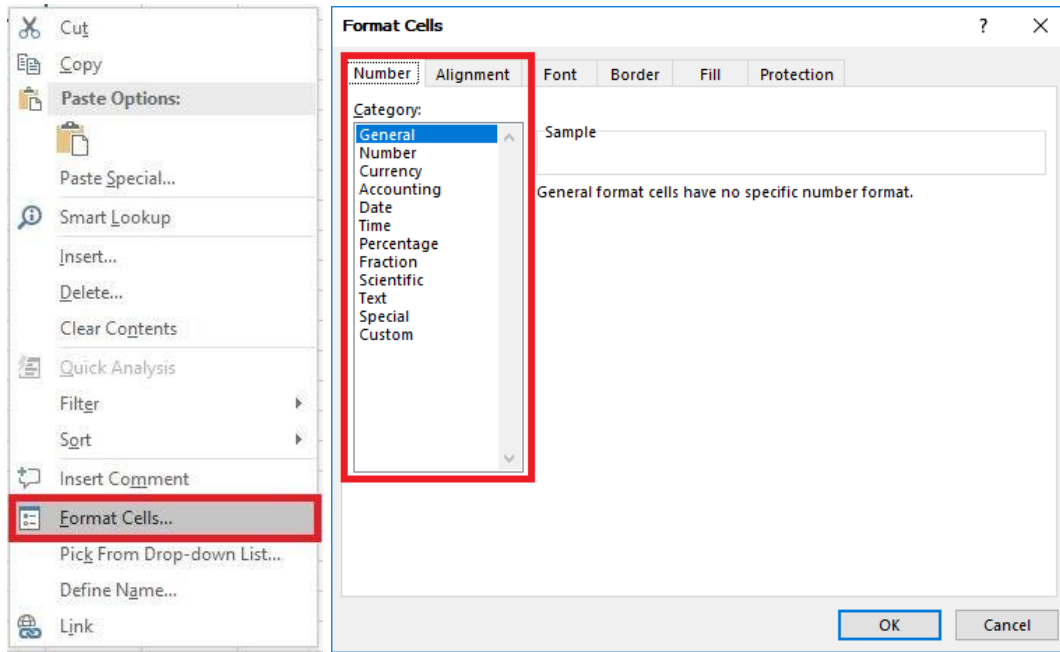 Cut
Copy
Paste Options:
Paste Special...
Smart Lookup
Insert...
Delete...
Clear Contents
Quick Analysis
Filter
Sort
Insert Comment
Format Cells...
Pick From Drop-down List...
Define Name...
Link
Format Cells ?
Number Alignment Font Border Fill Protection
Category:
General
Number
Currency
Accounting
Date
Time
Percentage
Fraction
Scientific
Text
Special
Custom
Sample
General format cells have no specific number format.
OK Cancel